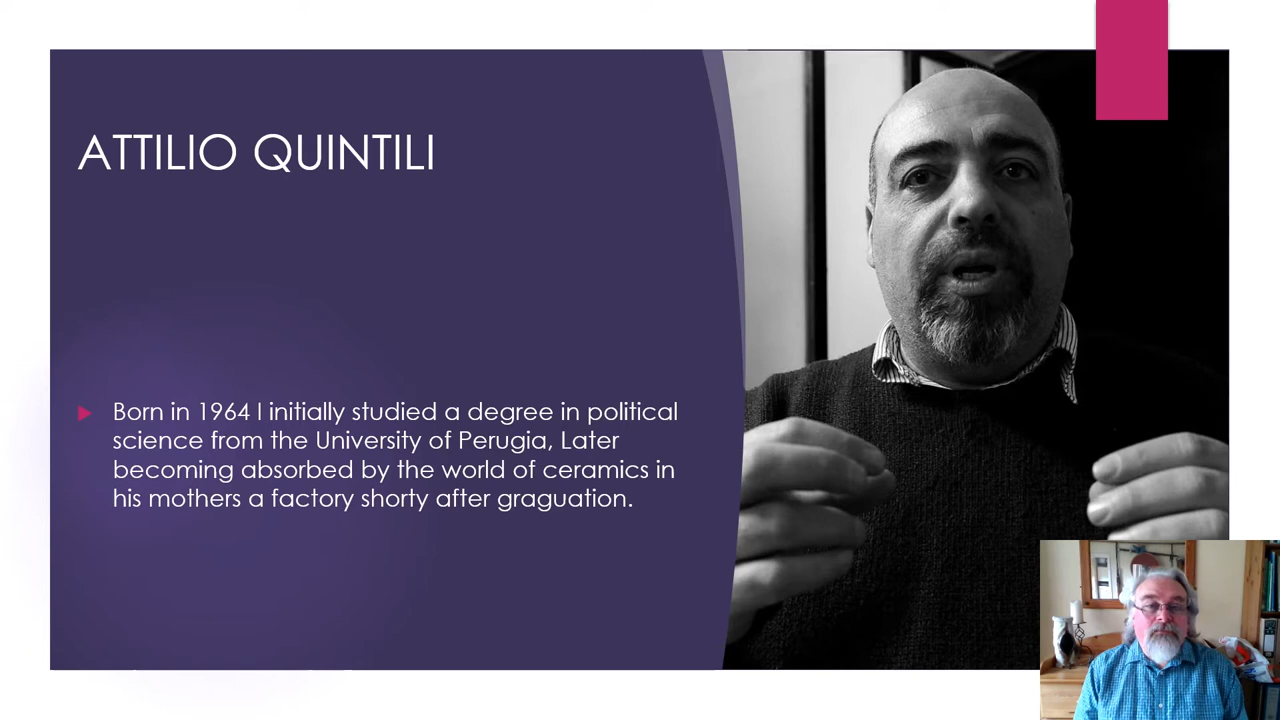 ATTILIO QUINTILI
Born in 1964 I initially studied a degree in political
science from the University of Perugia, Later
becoming absorbed by the world of ceramics in
his mothers a factory shorty after graguation.